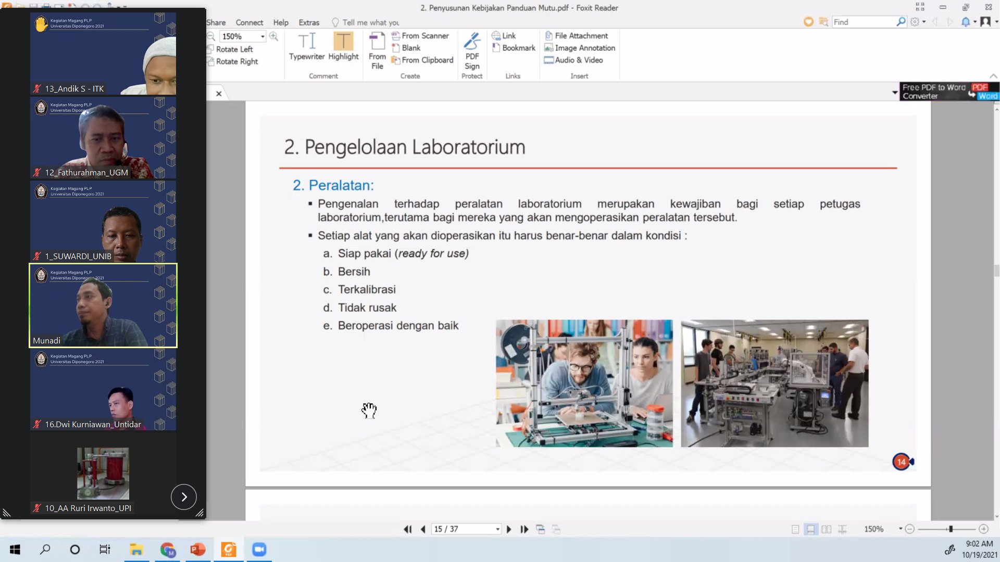 2. Penyusunan Kebijakan Panduan Mutu.pdf - Foxit Reader
Share Connect Help Extras Tell me what you
Find
150%
Rotate Left
Rotate Right
Typewriter Highlight
Comment
From File
From Scanner
Blank
From Clipboard
Create
PDF Sign
Protect
Link
Bookmark
Links
File Attachment
Image Annotation
Audio & Video
Insert
Free PDF to Word Converter
PDF
Word
Kegiatan Magang PLP
Universitas Diponegoro 2021
13_Andik S - ITK
Kegiatan Magang PLP
Universitas Dipone
12_Fathurahman_UGM
Kegiatan Magang PLP
Universitas Diponegoro 2021
1_SUWARDI_UNIB
Kegiatan Magang PLP
Universitas Diponegoro 2021
Munadi
Kegiatan Magang PLP
Universitas Diponegoro 2021
16.Dwi Kurniawan_Untidar
10_AA Ruri Irwanto_UPI
2. Pengelolaan Laboratorium
2. Peralatan:
▪ Pengenalan terhadap peralatan laboratorium merupakan kewajiban bagi setiap petugas
laboratorium,terutama bagi mereka yang akan mengoperasikan peralatan tersebut.
▪ Setiap alat yang akan dioperasikan itu harus benar-benar dalam kondisi :
a. Siap pakai (ready for use)
b. Bersih
c. Terkalibrasi
d. Tidak rusak
e. Beroperasi dengan baik
14
15 / 37
150%
9:02 AM
10/19/2021